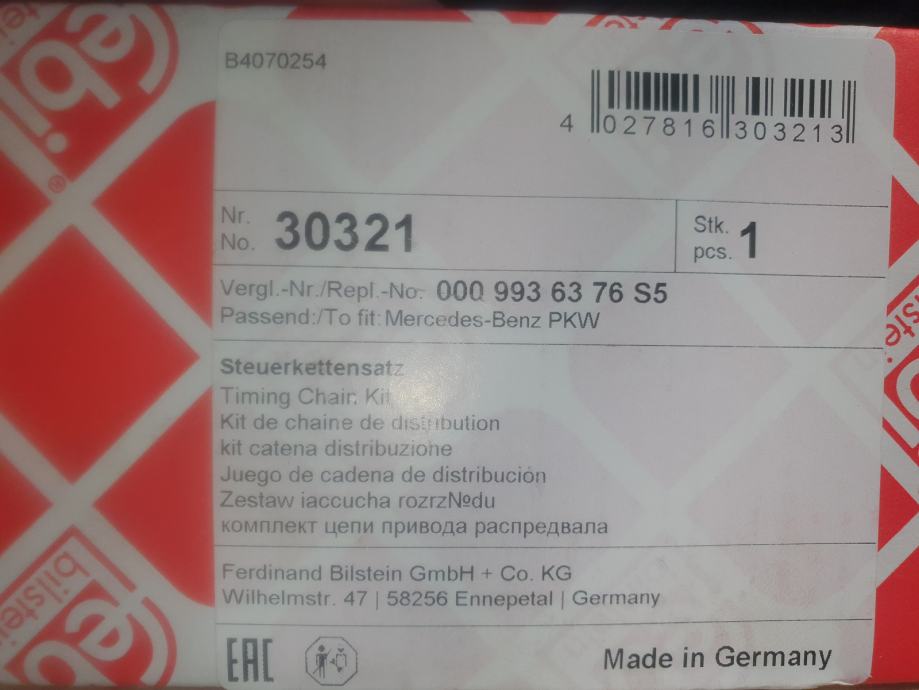 febi
bilstein
B4070254
4 027816 303213
Nr.
No. 30321
Stk.
pcs. 1
Vergl.-Nr./Repl.-No: 000 993 63 76 S5
Passend:/To fit: Mercedes-Benz PKW
Steuerkettensatz
Timing Chain Kit
Kit de chaine de distribution
kit catena distribuzione
Juego de cadena de distribución
Zestaw iaccucha rozrz№du
комплект цепи привода распредвала
Ferdinand Bilstein GmbH + Co. KG
Wilhelmstr. 47 | 58256 Ennepetal | Germany
EAC
Made in Germany